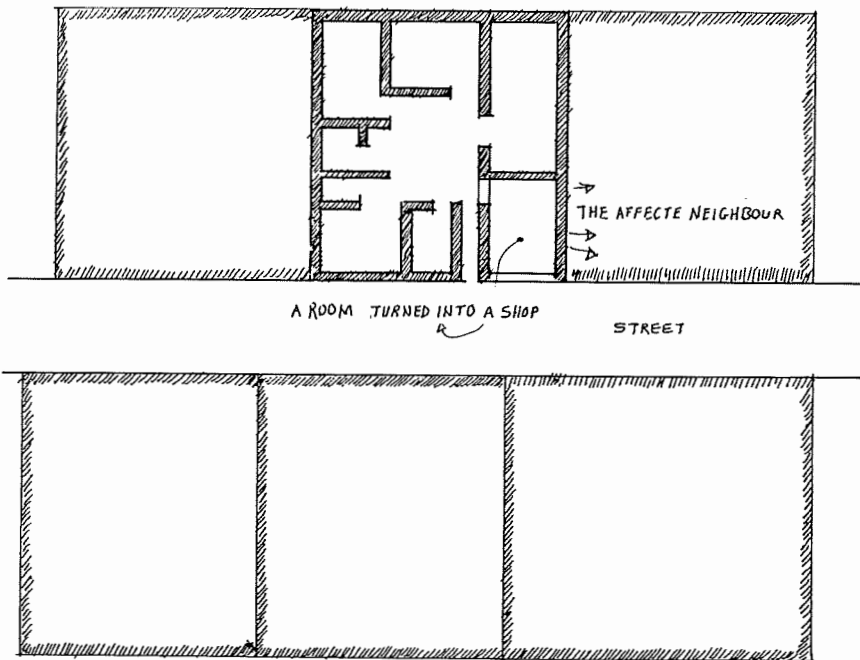 THE AFFECTE NEIGHBOUR
A ROOM TURNED INTO A SHOP
STREET